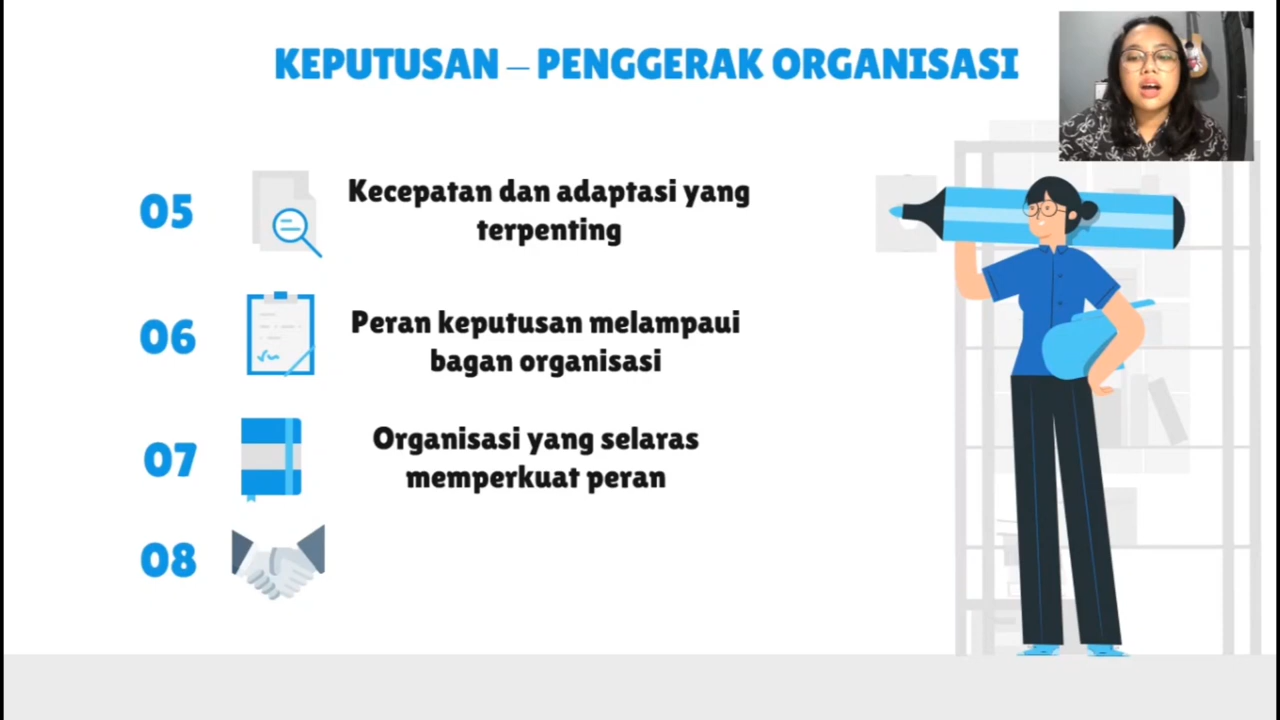 KEPUTUSAN – PENGGERAK ORGANISASI
05
Kecepatan dan adaptasi yang
terpenting
06
Peran keputusan melampaui
bagan organisasi
07
Organisasi yang selaras
memperkuat peran
08